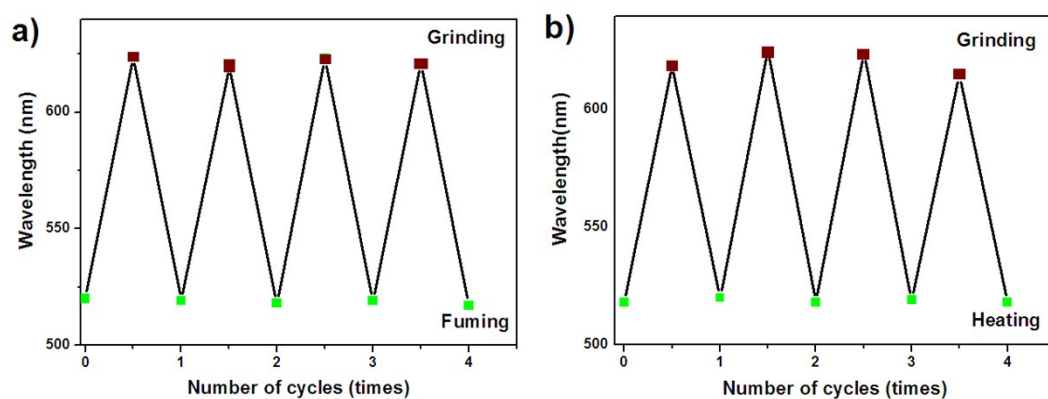 a)
Grinding
Wavelength (nm)
600
550
500
Fuming
0 1 2 3 4
Number of cycles (times)
b)
Grinding
Wavelength(nm)
600
550
500
Heating
0 1 2 3 4
Number of cycles (times)